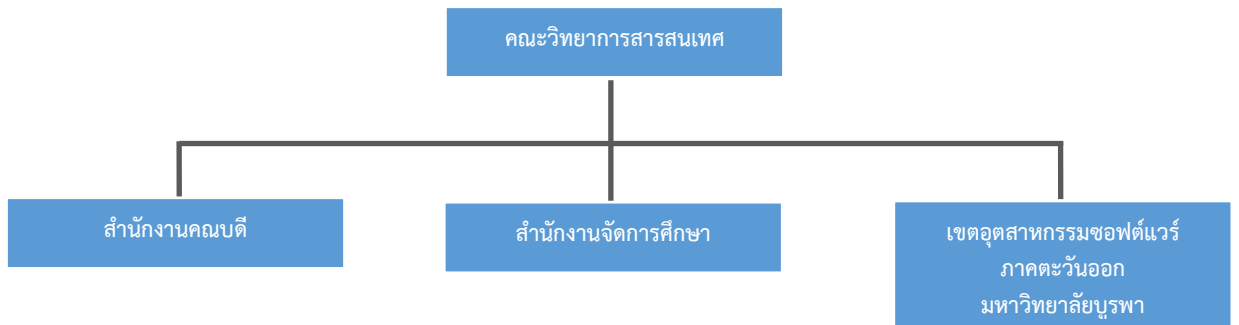 คณะวิทยาการสารสนเทศ
สำนักงานคณบดี
สำนักงานจัดการศึกษา
เขตอุตสาหกรรมซอฟต์แวร์
ภาคตะวันออก
มหาวิทยาลัยบูรพา